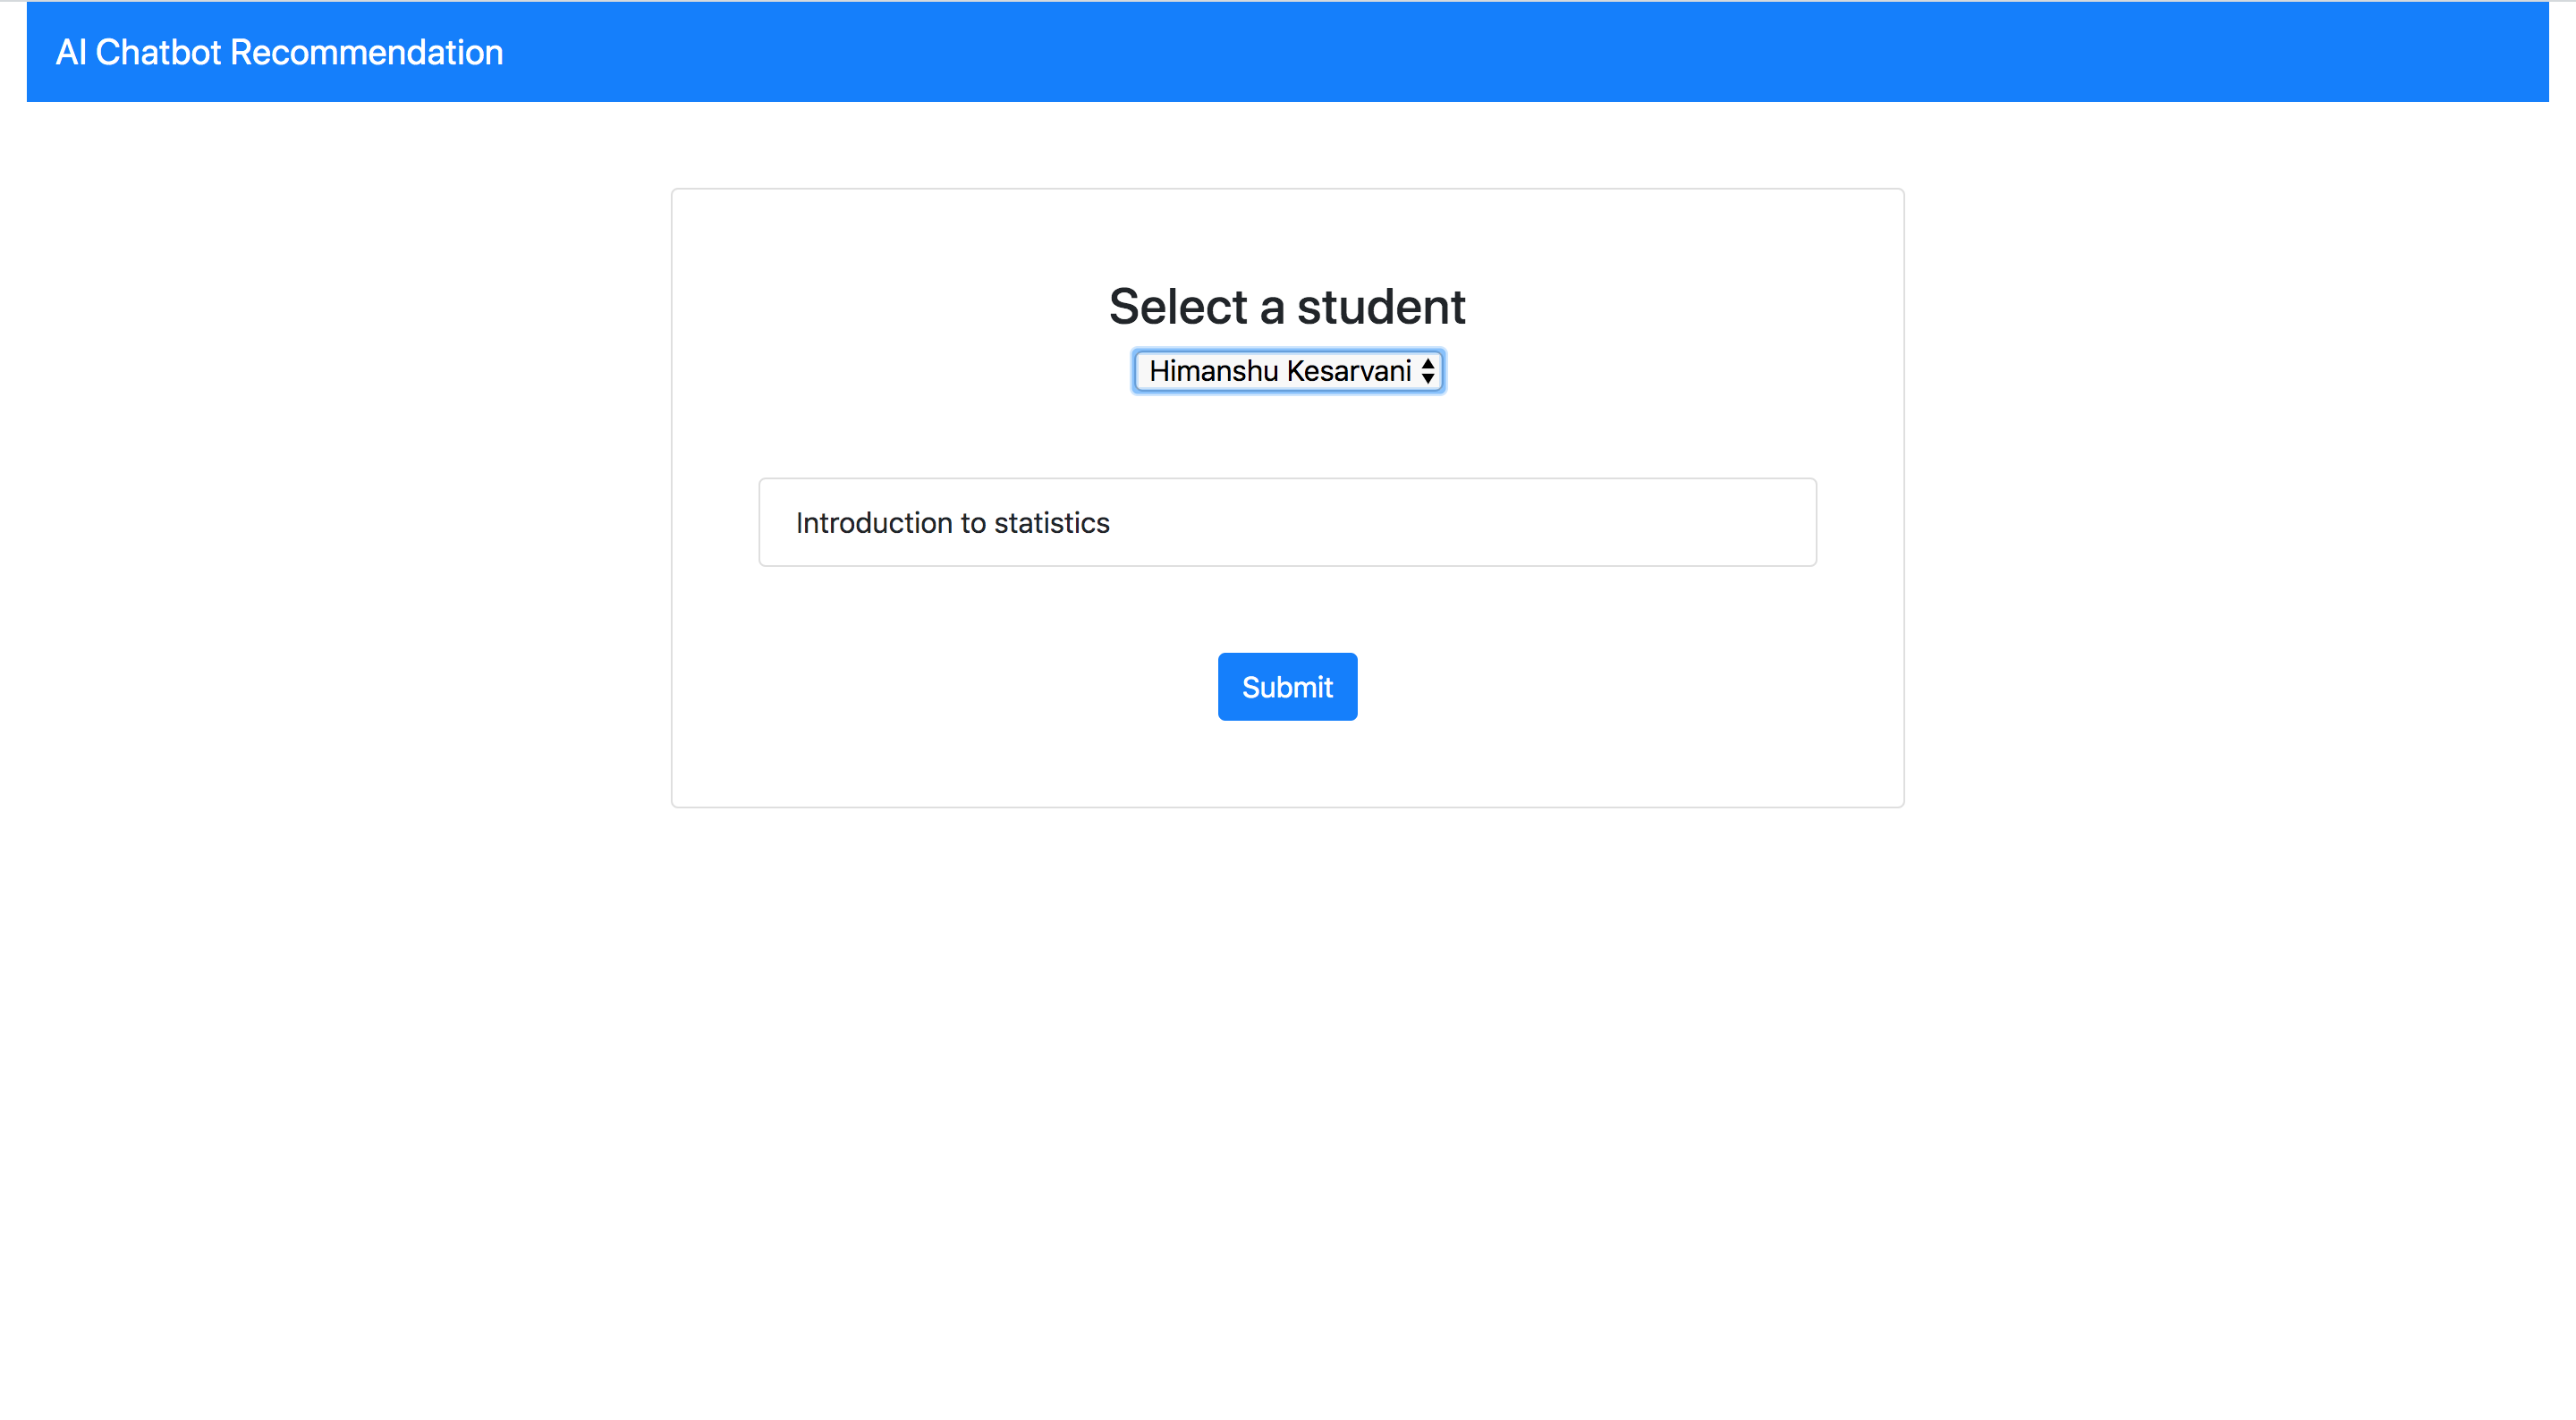 AI Chatbot Recommendation
Select a student
Himanshu Kesarvani
Introduction to statistics
Submit